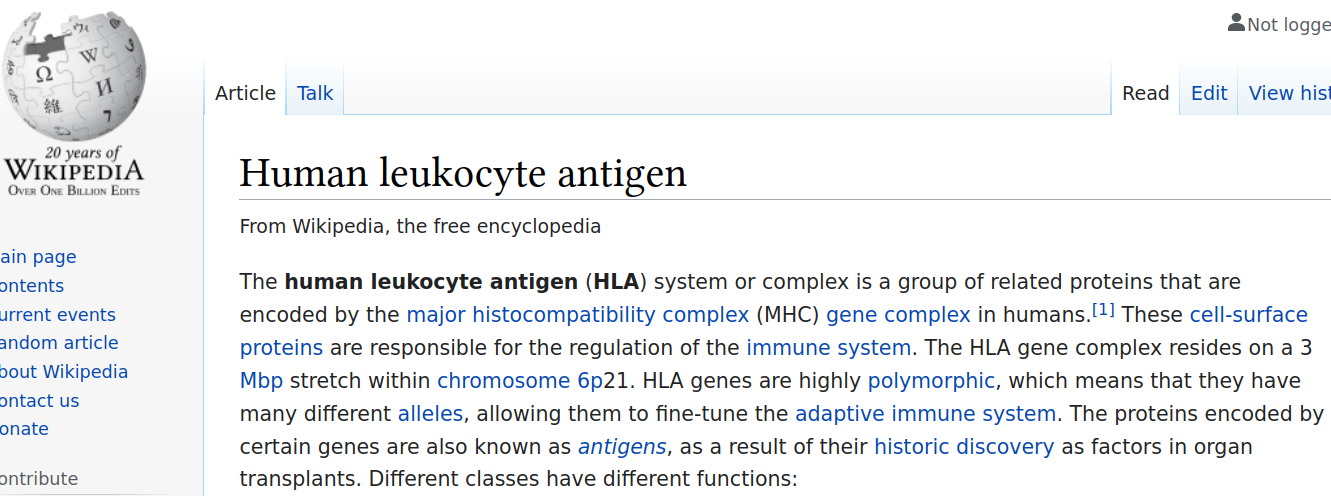 Not logge
Article
Talk
Read
Edit
View hist
20 years of
WIKIPEDIA
OVER ONE BILLION EDITS
Human leukocyte antigen
From Wikipedia, the free encyclopedia
ain page
ontents
urrent events
andom article
bout Wikipedia
ontact us
onate
ontribute
The human leukocyte antigen (HLA) system or complex is a group of related proteins that are
encoded by the major histocompatibility complex (MHC) gene complex in humans.[1] These cell-surface
proteins are responsible for the regulation of the immune system. The HLA gene complex resides on a 3
Mbp stretch within chromosome 6p21. HLA genes are highly polymorphic, which means that they have
many different alleles, allowing them to fine-tune the adaptive immune system. The proteins encoded by
certain genes are also known as antigens, as a result of their historic discovery as factors in organ
transplants. Different classes have different functions: